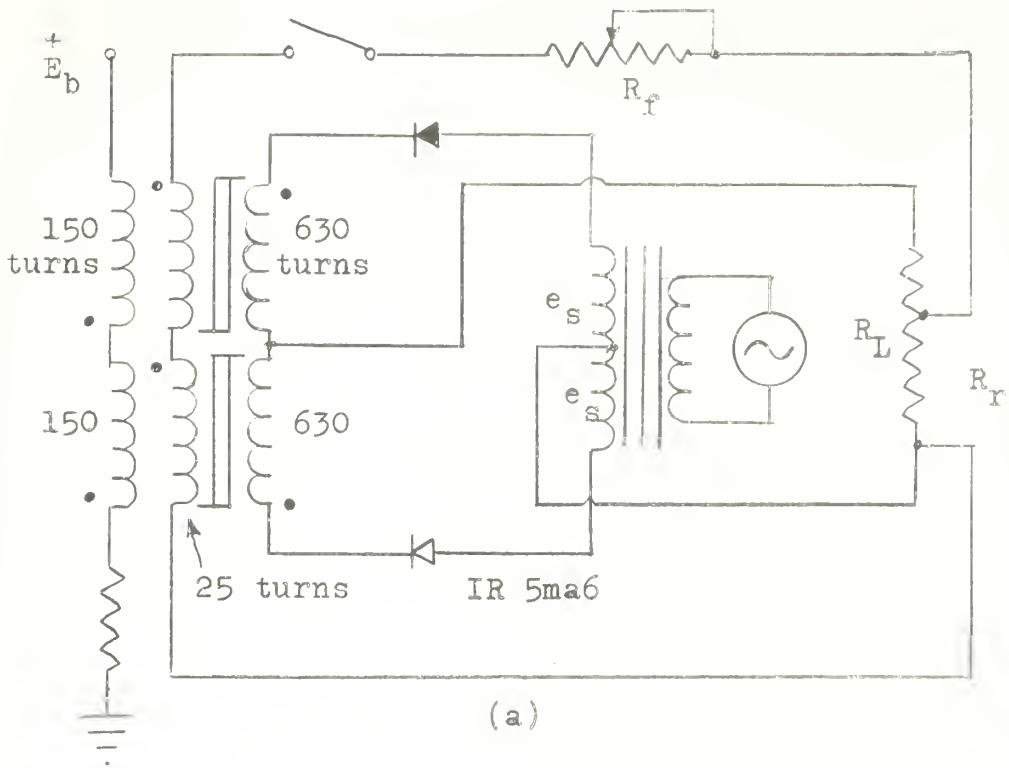 +
E_b
R_f
150
turns
630
turns
e_s
R_L
R_r
150
630
e_s
25 turns
IR 5ma6
(a)